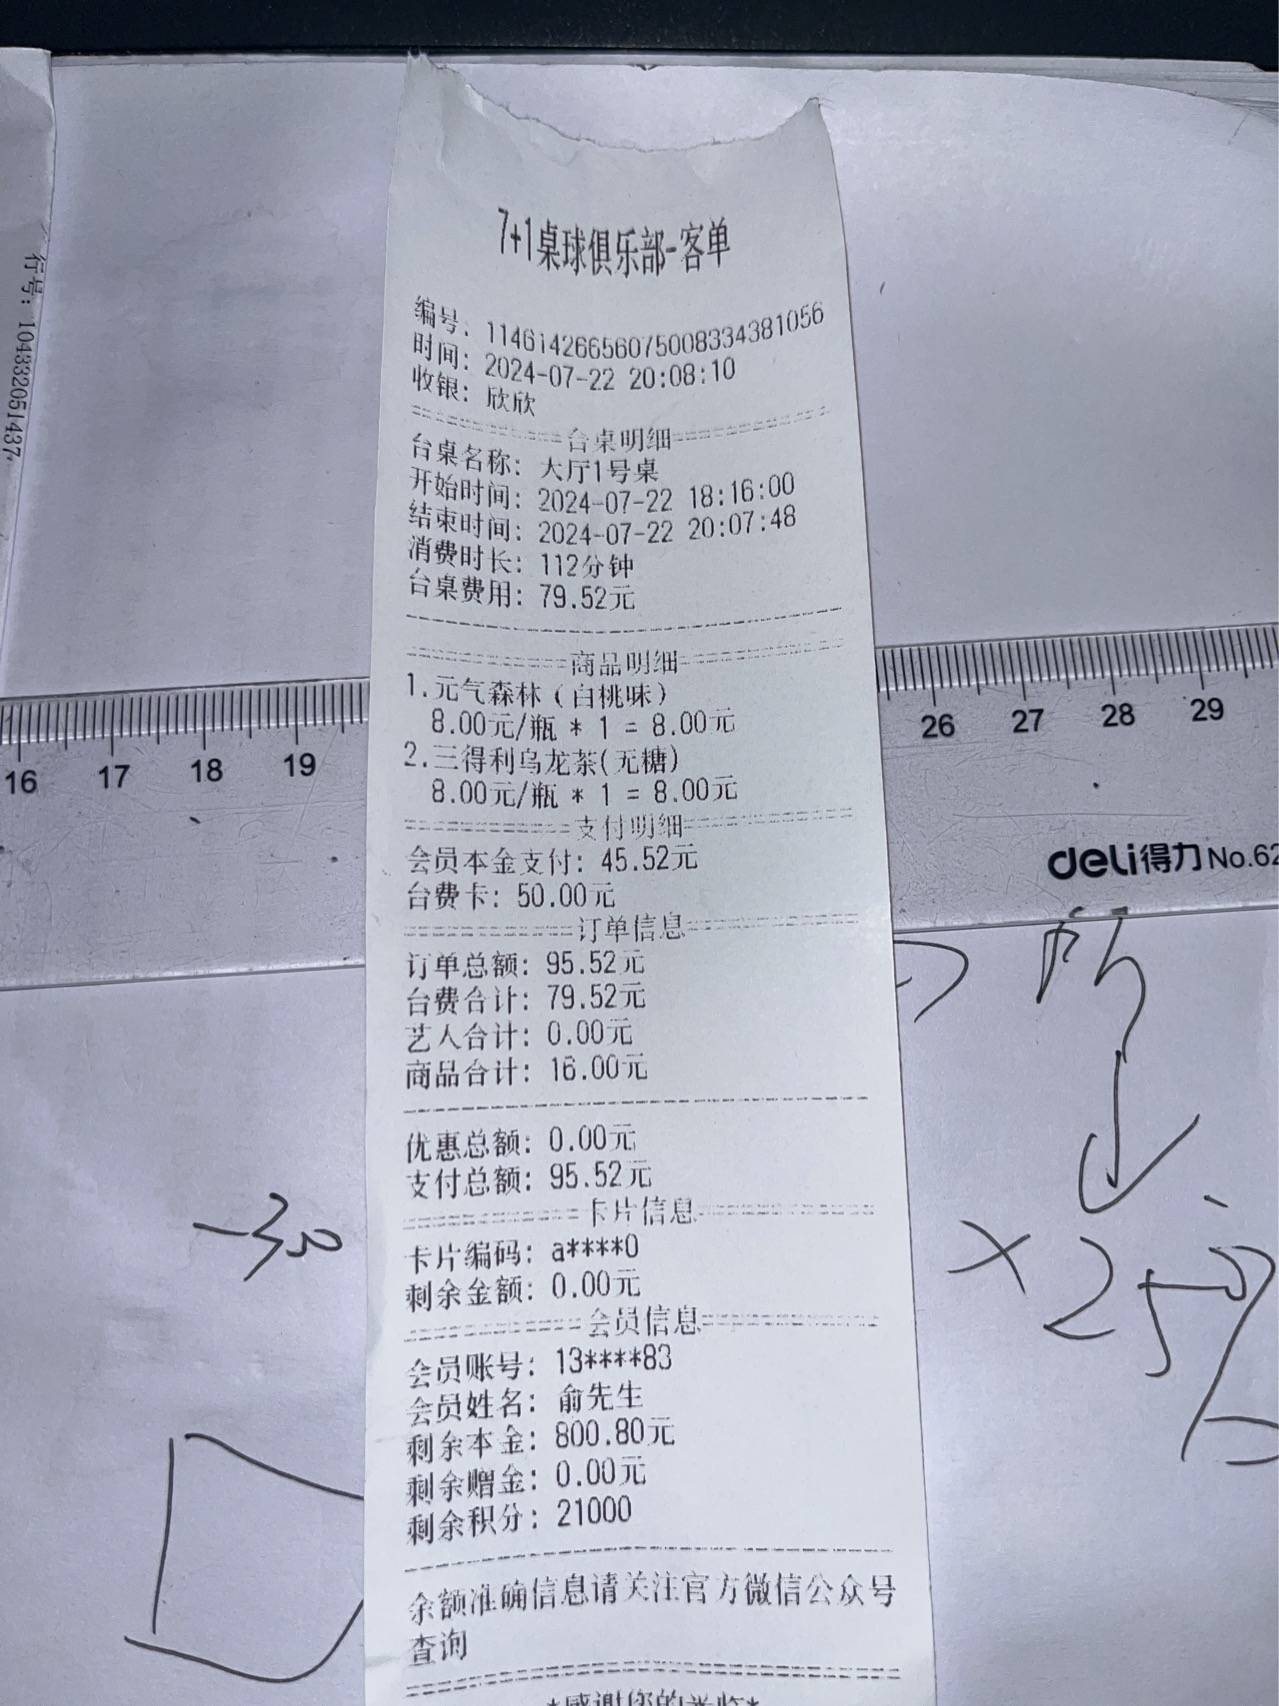 7+1桌球俱乐部-客单
编号: 1146142665607500833438105​6
时间: 2024-07-22 20:08:10
收银: 欣欣
台桌明细
台桌名称: 大厅1号桌
开始时间: 2024-07-22 18:16:00
结束时间: 2024-07-22 20:07:48
消费时长: 112分钟
台桌费用: 79.52元
商品明细
1.元气森林（白桃味）
8.00元/瓶 * 1 = 8.00元
2.三得利乌龙茶(无糖)
8.00元/瓶 * 1 = 8.00元
支付明细
会员本金支付: 45.52元
台费卡: 50.00元
订单信息
订单总额: 95.52元
台费合计: 79.52元
艺人合计: 0.00元
商品合计: 16.00元
优惠总额: 0.00元
支付总额: 95.52元
卡片信息
卡片编码: a****0
剩余金额: 0.00元
会员信息
会员账号: 13****83
会员姓名: 俞先生
剩余本金: 800.80元
剩余赠金: 0.00元
剩余积分: 21000
余额准确信息请关注官方微信公众号
查询
行号: 104332051437
16 17 18 19 26 27 28 29
deli得力 No.62
-30
×25%